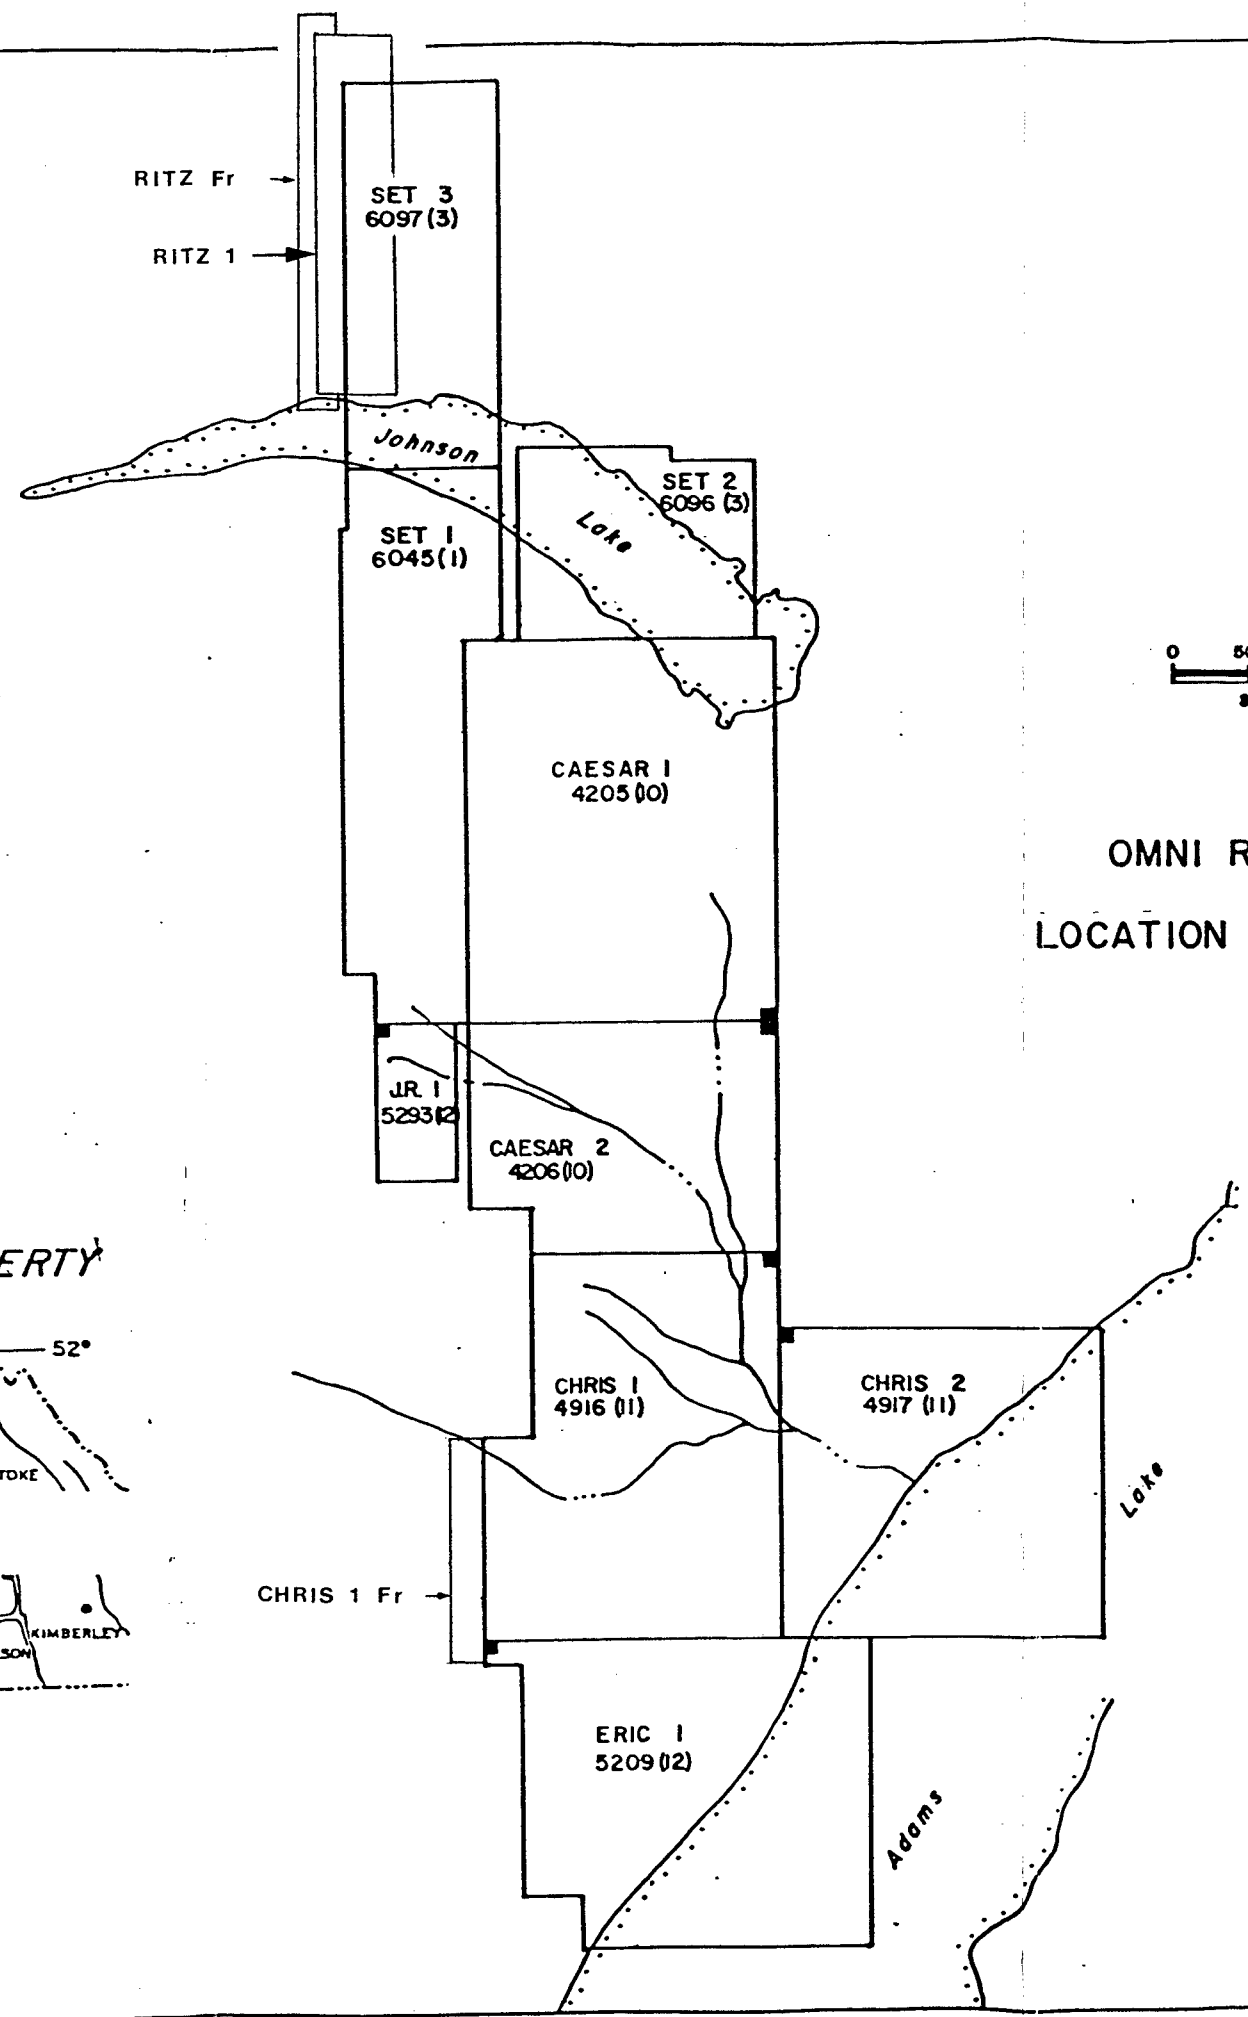 RITZ Fr
SET 3
6097 (3)
RITZ 1
Johnson
SET 2
6096 (3)
Lake
SET 1
6045 (1)
0
CAESAR 1
4205 (10)
OMNI R
LOCATION
J.R. 1
5293 (12)
CAESAR 2
4206 (10)
ERTY
52°
CHRIS 1
4916 (11)
CHRIS 2
4917 (11)
TOKE
Lake
CHRIS 1 Fr
KIMBERLEY
SON
ERIC 1
5209 (12)
Adams